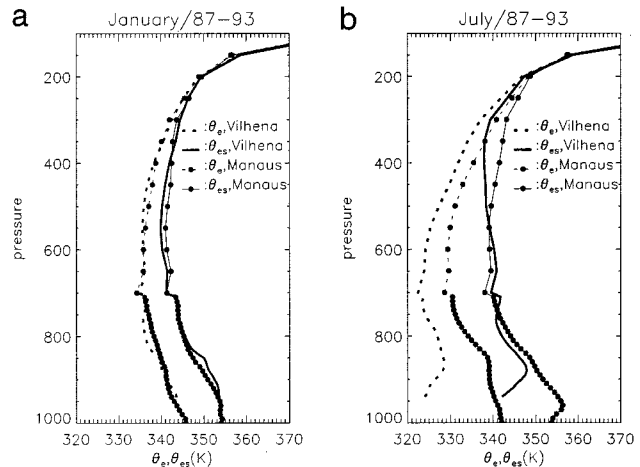 a
January/87–93
200
400
600
800
1000
pressure
:θe,Vilhena
:θes,Vilhena
:θe,Manaus
:θes,Manaus
320 330 340 350 360 370
θe,θes(K)
b
July/87–93
200
400
600
800
1000
pressure
:θe,Vilhena
:θes,Vilhena
:θe,Manaus
:θes,Manaus
320 330 340 350 360 370
θe,θes(K)